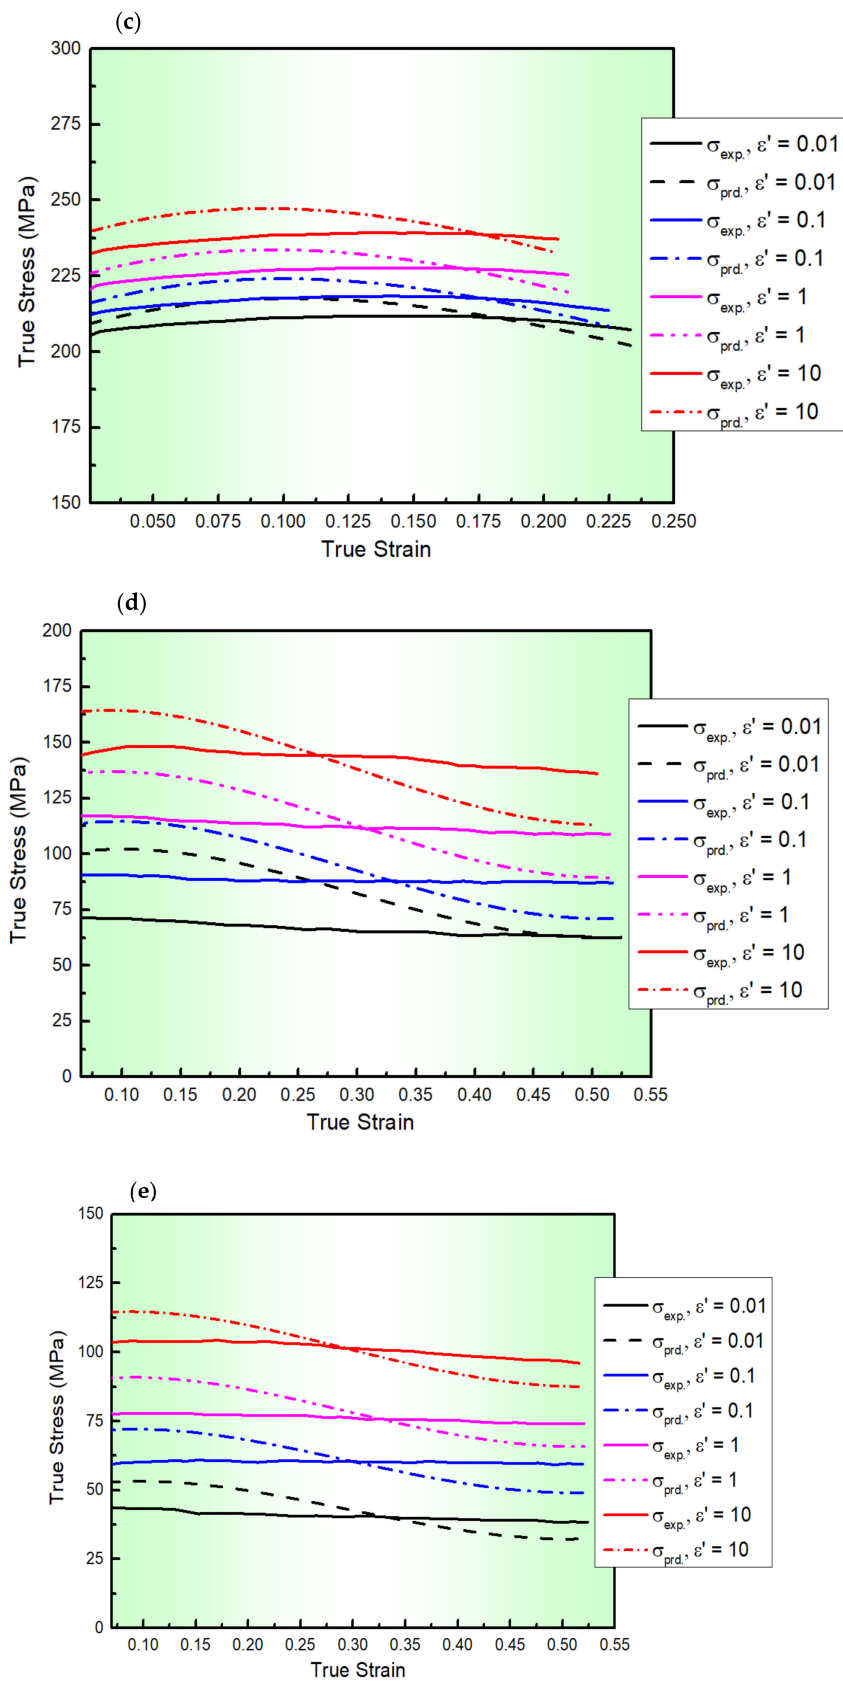 (c)
300
275
250
225
200
175
150
True Stress (MPa)
0.050 0.075 0.100 0.125 0.150 0.175 0.200 0.225 0.250
True Strain
σexp., ε' = 0.01
σprd., ε' = 0.01
σexp., ε' = 0.1
σprd., ε' = 0.1
σexp., ε' = 1
σprd., ε' = 1
σexp., ε' = 10
σprd., ε' = 10
(d)
200
175
150
125
100
75
50
25
0
True Stress (MPa)
0.10 0.15 0.20 0.25 0.30 0.35 0.40 0.45 0.50 0.55
True Strain
σexp., ε' = 0.01
σprd., ε' = 0.01
σexp., ε' = 0.1
σprd., ε' = 0.1
σexp., ε' = 1
σprd., ε' = 1
σexp., ε' = 10
σprd., ε' = 10
(e)
150
125
100
75
50
25
0
True Stress (MPa)
0.10 0.15 0.20 0.25 0.30 0.35 0.40 0.45 0.50 0.55
True Strain
σexp., ε' = 0.01
σprd., ε' = 0.01
σexp., ε' = 0.1
σprd., ε' = 0.1
σexp., ε' = 1
σprd., ε' = 1
σexp., ε' = 10
σprd., ε' = 10